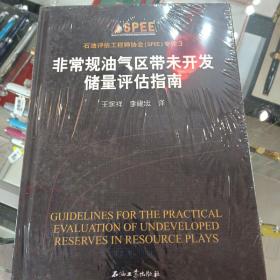 SPEE
石油评估工程师协会(SPEE)专论3
非常规油气区带未开发
储量评估指南
王永祥 李建忠 译
GUIDELINES FOR THE PRACTICAL
EVALUATION OF UNDEVELOPED
RESERVES IN RESOURCE PLAYS
石油工业出版社